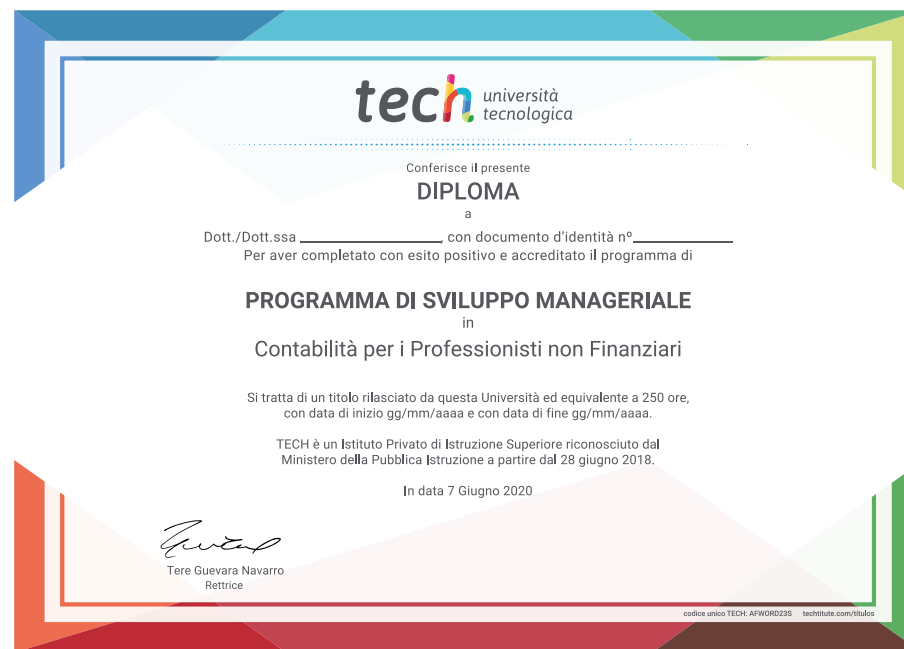 tech università
tecnologica
Conferisce il presente
DIPLOMA
a
Dott./Dott.ssa ________________, con documento d'identità nº___________
Per aver completato con esito positivo e accreditato il programma di
PROGRAMMA DI SVILUPPO MANAGERIALE
in
Contabilità per i Professionisti non Finanziari
Si tratta di un titolo rilasciato da questa Università ed equivalente a 250 ore,
con data di inizio gg/mm/aaaa e con data di fine gg/mm/aaaa.
TECH è un Istituto Privato di Istruzione Superiore riconosciuto dal
Ministero della Pubblica Istruzione a partire dal 28 giugno 2018.
In data 7 Giugno 2020
Tere Guevara Navarro
Rettrice
codice unico TECH: AFWORD23S techtitute.com/títulos